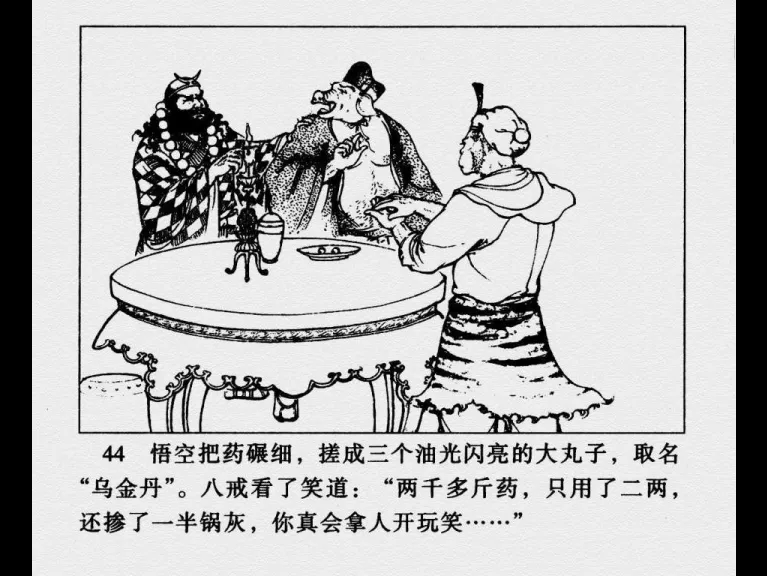 44 悟空把药碾细，搓成三个油光闪亮的大丸子，取名
“乌金丹”。八戒看了笑道：“两千多斤药，只用了二两，
还掺了一半锅灰，你真会拿人开玩笑……”